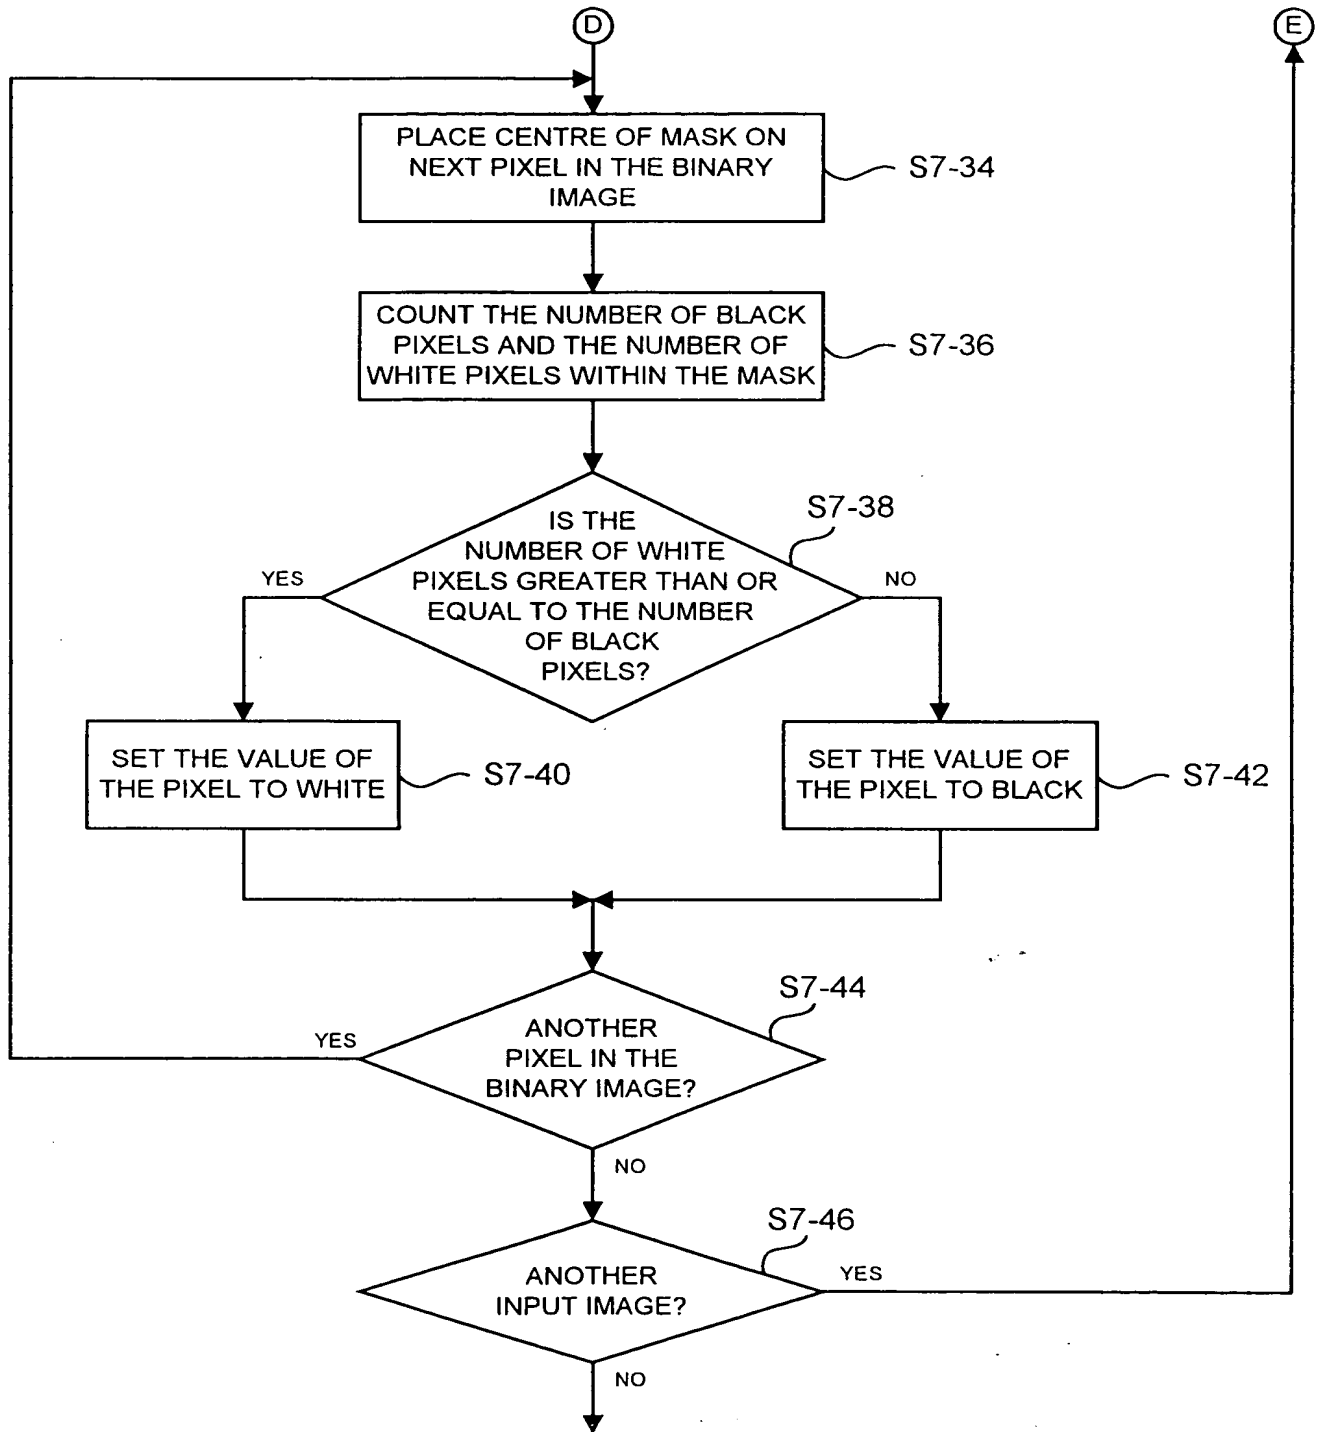 D
E
PLACE CENTRE OF MASK ON
NEXT PIXEL IN THE BINARY
IMAGE
S7-34
COUNT THE NUMBER OF BLACK
PIXELS AND THE NUMBER OF
WHITE PIXELS WITHIN THE MASK
S7-36
S7-38
IS THE
NUMBER OF WHITE
PIXELS GREATER THAN OR
EQUAL TO THE NUMBER
OF BLACK
PIXELS?
YES
NO
SET THE VALUE OF
THE PIXEL TO WHITE
S7-40
SET THE VALUE OF
THE PIXEL TO BLACK
S7-42
S7-44
ANOTHER
PIXEL IN THE
BINARY IMAGE?
YES
NO
S7-46
ANOTHER
INPUT IMAGE?
YES
NO